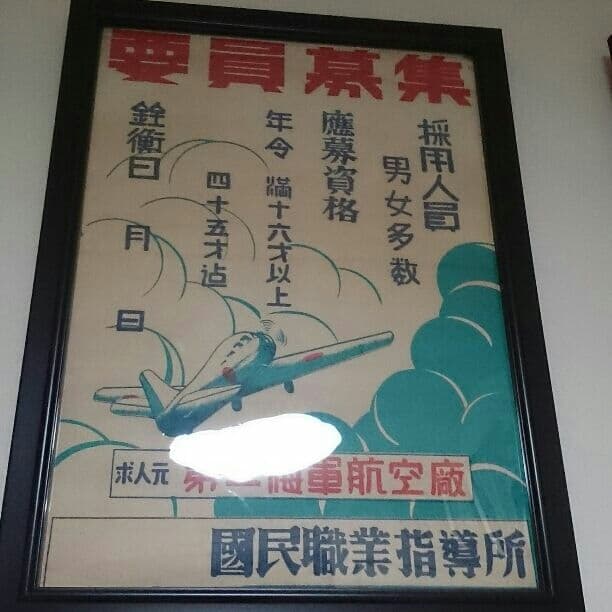 要員募集
採用人員
男女多数
應募資格
年令 滿十六才以上
四十五才迄
銓衡日 月 日
求人元 海軍航空廠
國民職業指導所